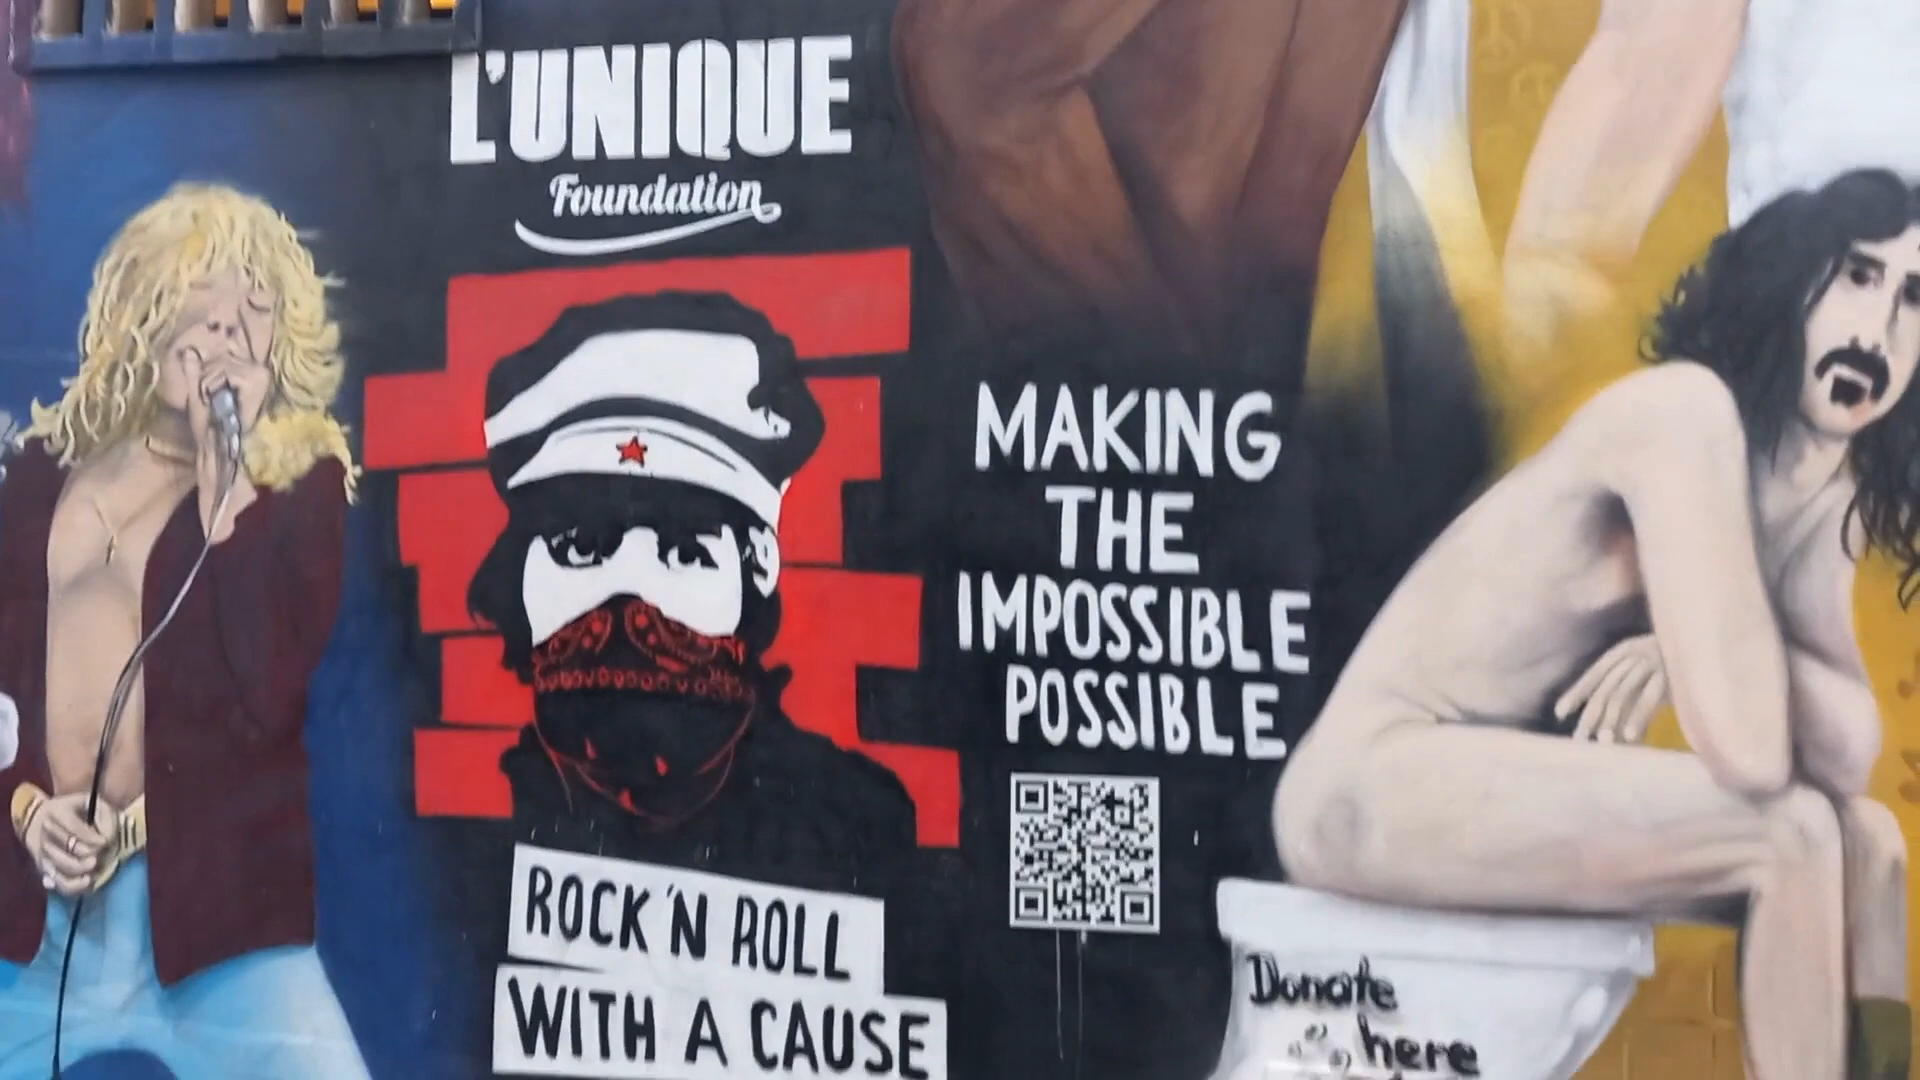 L'UNIQUE
Foundation
MAKING
THE
IMPOSSIBLE
POSSIBLE
ROCK 'N ROLL
WITH A CAUSE
Donate
here